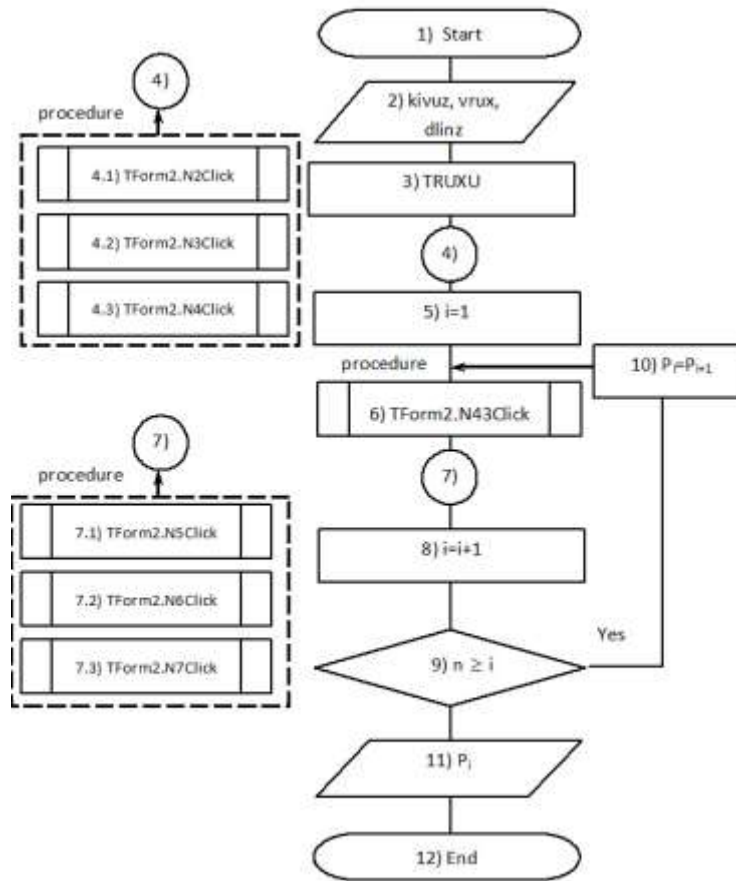 1) Start
2) kivuz, vrux,
dlinz
3) TRUXU
4)
5) i=1
procedure
6) TForm2.N43Click
7)
8) i=i+1
9) n ≥ i
Yes
10) Pi=Pi+1
11) Pi
12) End
4)
procedure
4.1) TForm2.N2Click
4.2) TForm2.N3Click
4.3) TForm2.N4Click
7)
procedure
7.1) TForm2.N5Click
7.2) TForm2.N6Click
7.3) TForm2.N7Click